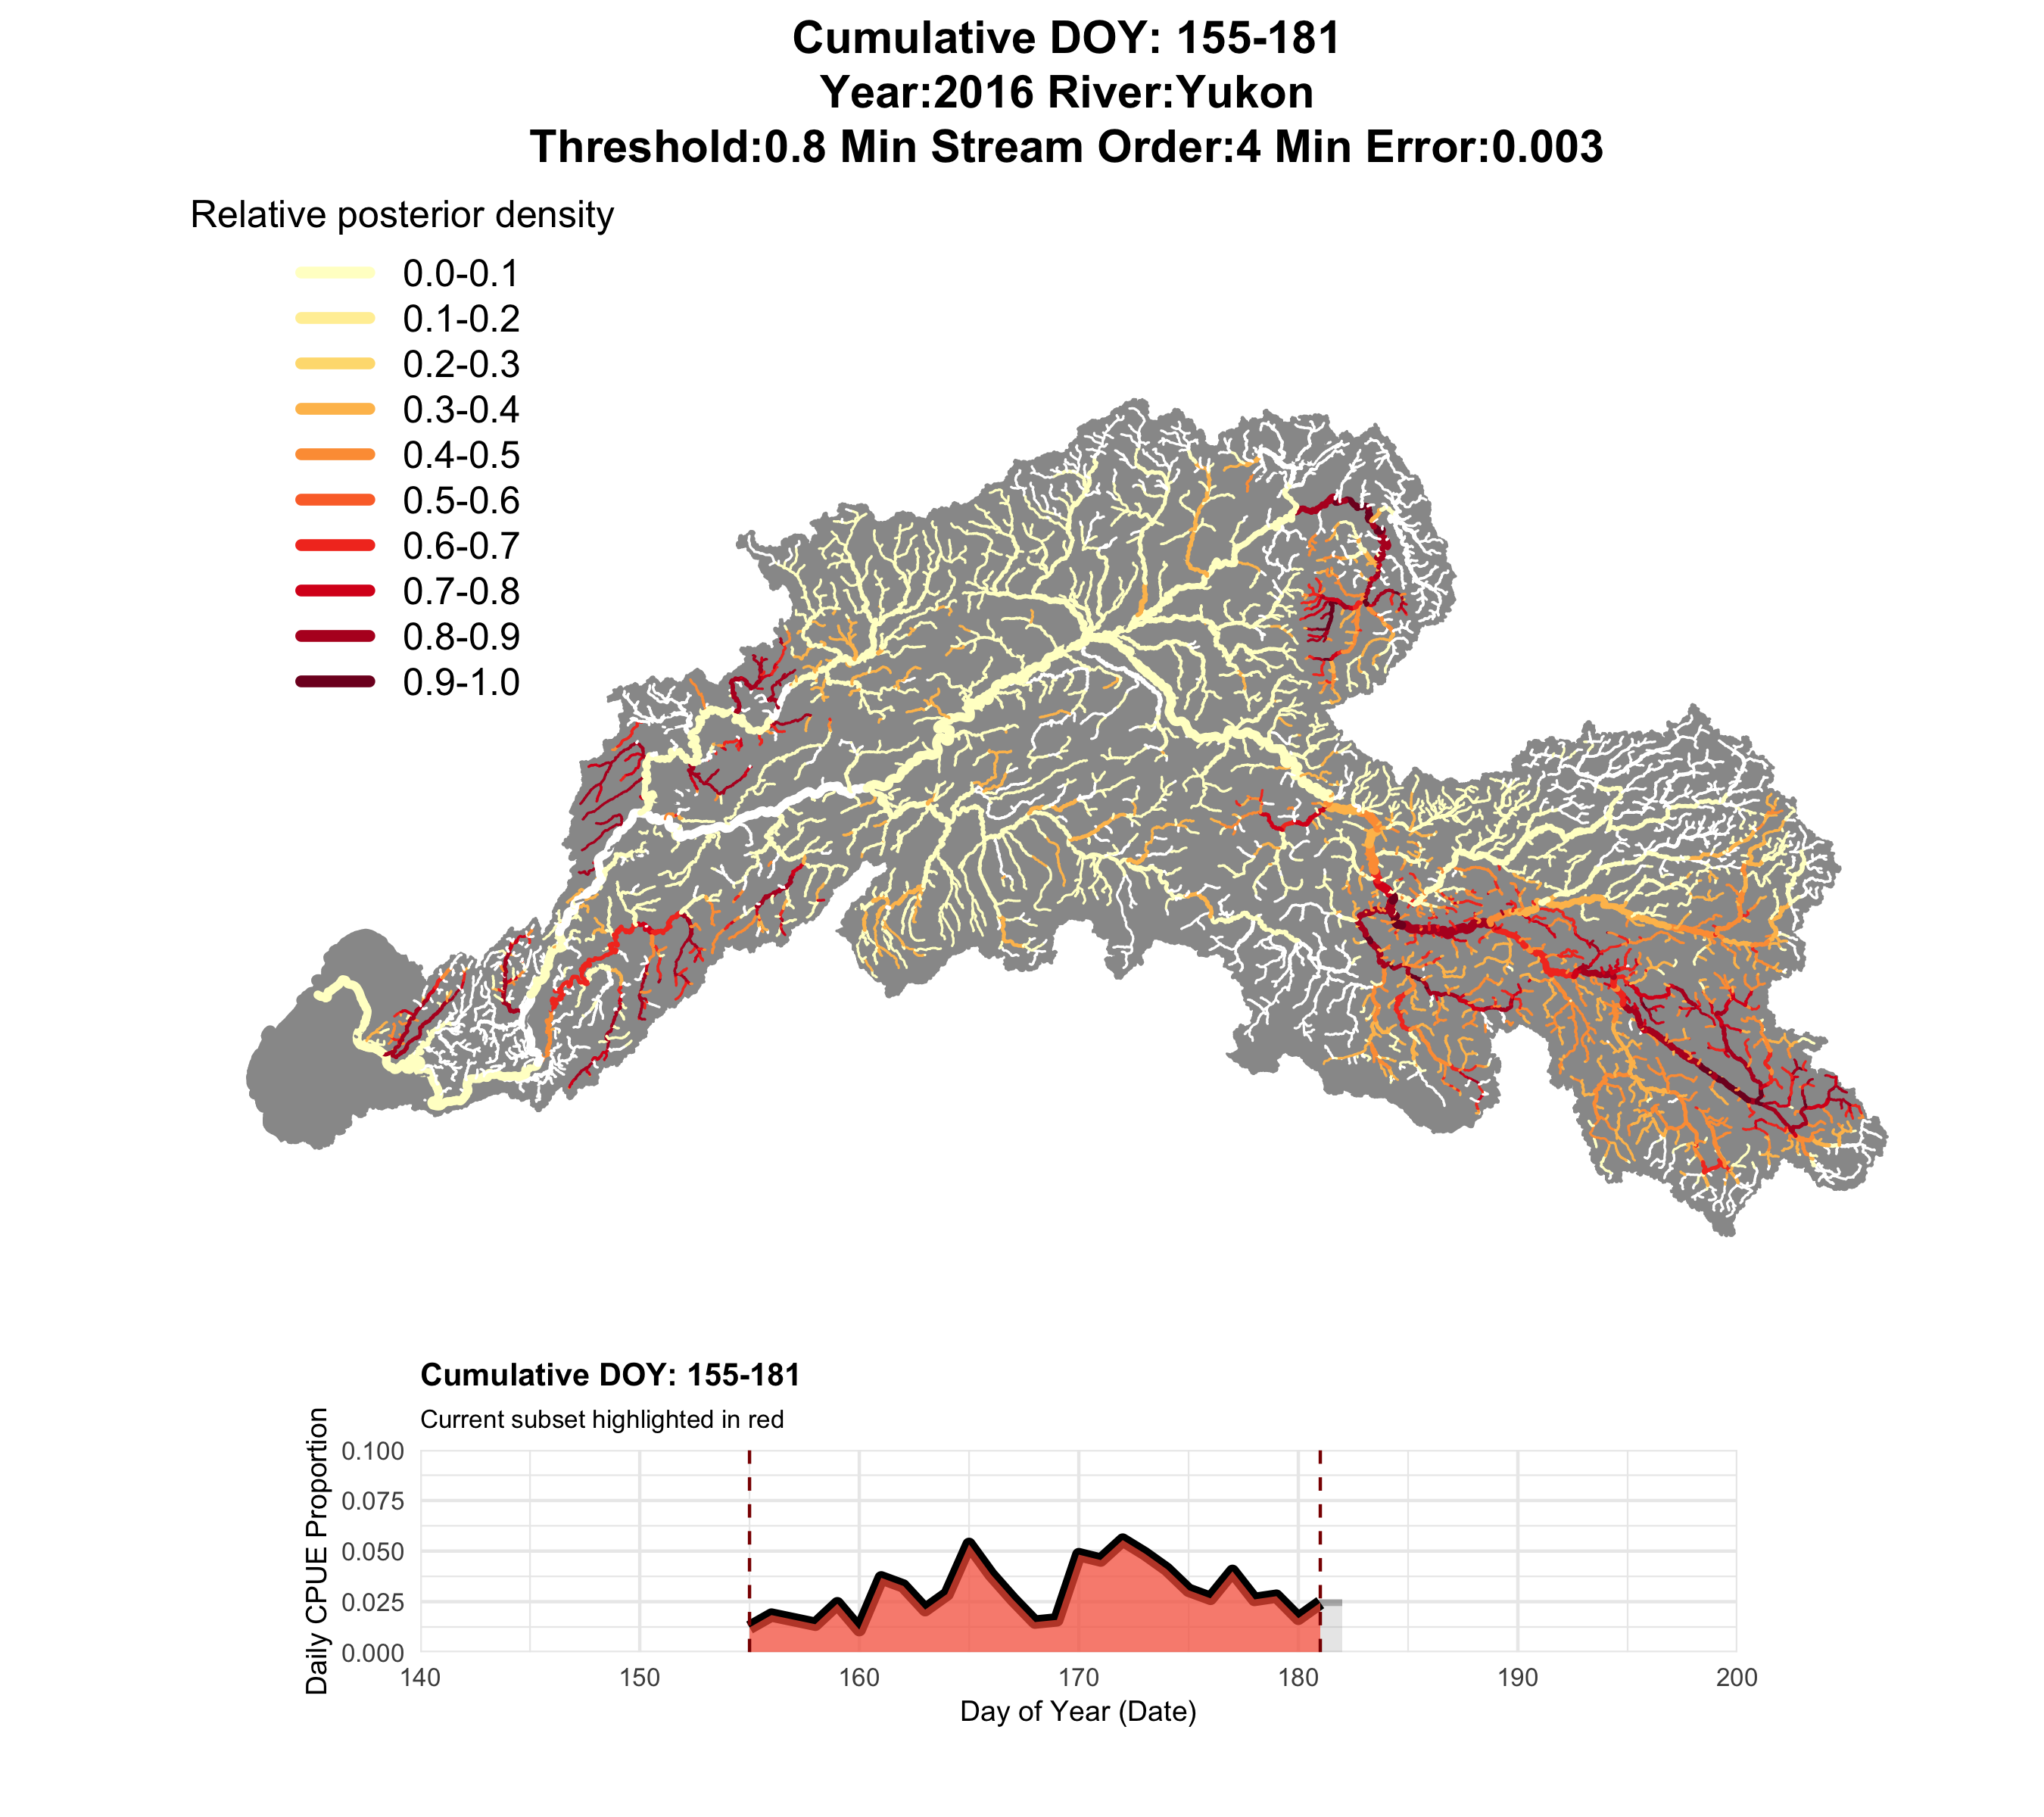 Cumulative DOY: 155-181
Year:2016 River:Yukon
Threshold:0.8 Min Stream Order:4 Min Error:0.003
Relative posterior density
0.0-0.1
0.1-0.2
0.2-0.3
0.3-0.4
0.4-0.5
0.5-0.6
0.6-0.7
0.7-0.8
0.8-0.9
0.9-1.0
Cumulative DOY: 155-181
Current subset highlighted in red
Daily CPUE Proportion
0.100
0.075
0.050
0.025
0.000
140 150 160 170 180 190 200
Day of Year (Date)